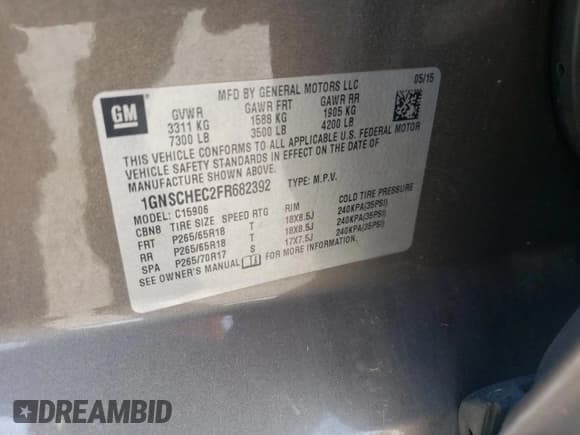 MFD BY GENERAL MOTORS LLC 05/15
GM GVWR GAWR FRT GAWR RR
3311 KG 1588 KG 1905 KG
7300 LB 3500 LB 4200 LB
THIS VEHICLE CONFORMS TO ALL APPLICABLE U.S. FEDERAL MOTOR
VEHICLE SAFETY STANDARDS IN EFFECT ON THE DATE OF
MANUFACTURE SHOWN ABOVE.
1GNSCHEC2FR682392 TYPE: M.P.V.
MODEL: C15906
CBN8 TIRE SIZE SPEED RTG RIM COLD TIRE PRESSURE
FRT P265/65R18 T 18X8.5J 240KPA(35PSI)
RR P265/65R18 T 18X8.5J 240KPA(35PSI)
SPA P265/70R17 S 17X7.5J 240KPA(35PSI)
SEE OWNER'S MANUAL FOR ADDITIONAL INFORMATION.
DREAMBID